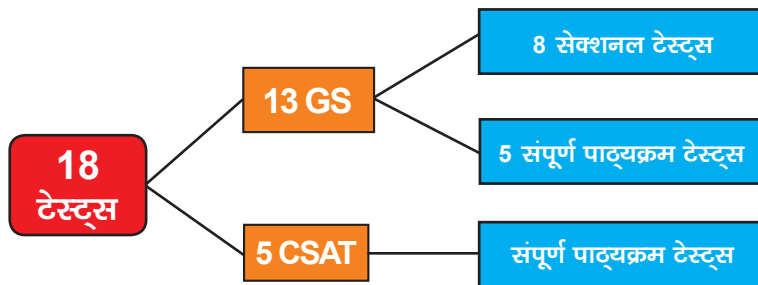 18
टेस्ट्स
13 GS
8 सेक्शनल टेस्ट्स
5 संपूर्ण पाठ्यक्रम टेस्ट्स
5 CSAT
संपूर्ण पाठ्यक्रम टेस्ट्स